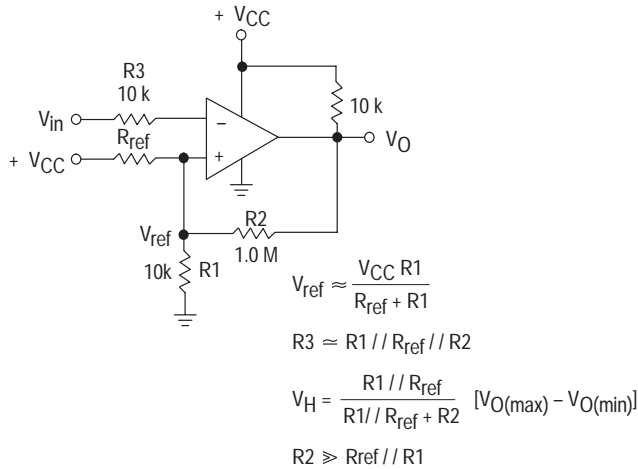 + VCC
R3
10 k
10 k
Vin
–
VO
Rref
+ VCC
+
R2
Vref
1.0 M
10k
R1
Vref ≈ VCC R1 / Rref + R1
R3 ≃ R1 / / Rref / / R2
VH = R1 / / Rref / R1/ / Rref + R2 [VO(max) – VO(min)]
R2 ≫ Rref / / R1